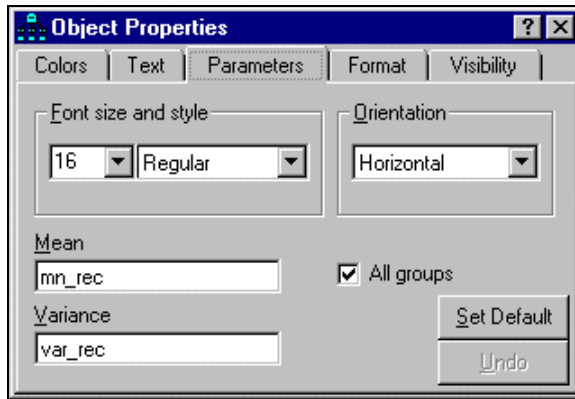 Object Properties ? ×
Colors Text Parameters Format Visibility
Font size and style Orientation
16 Regular Horizontal
Mean
mn_rec All groups
Variance Set Default
var_rec Undo